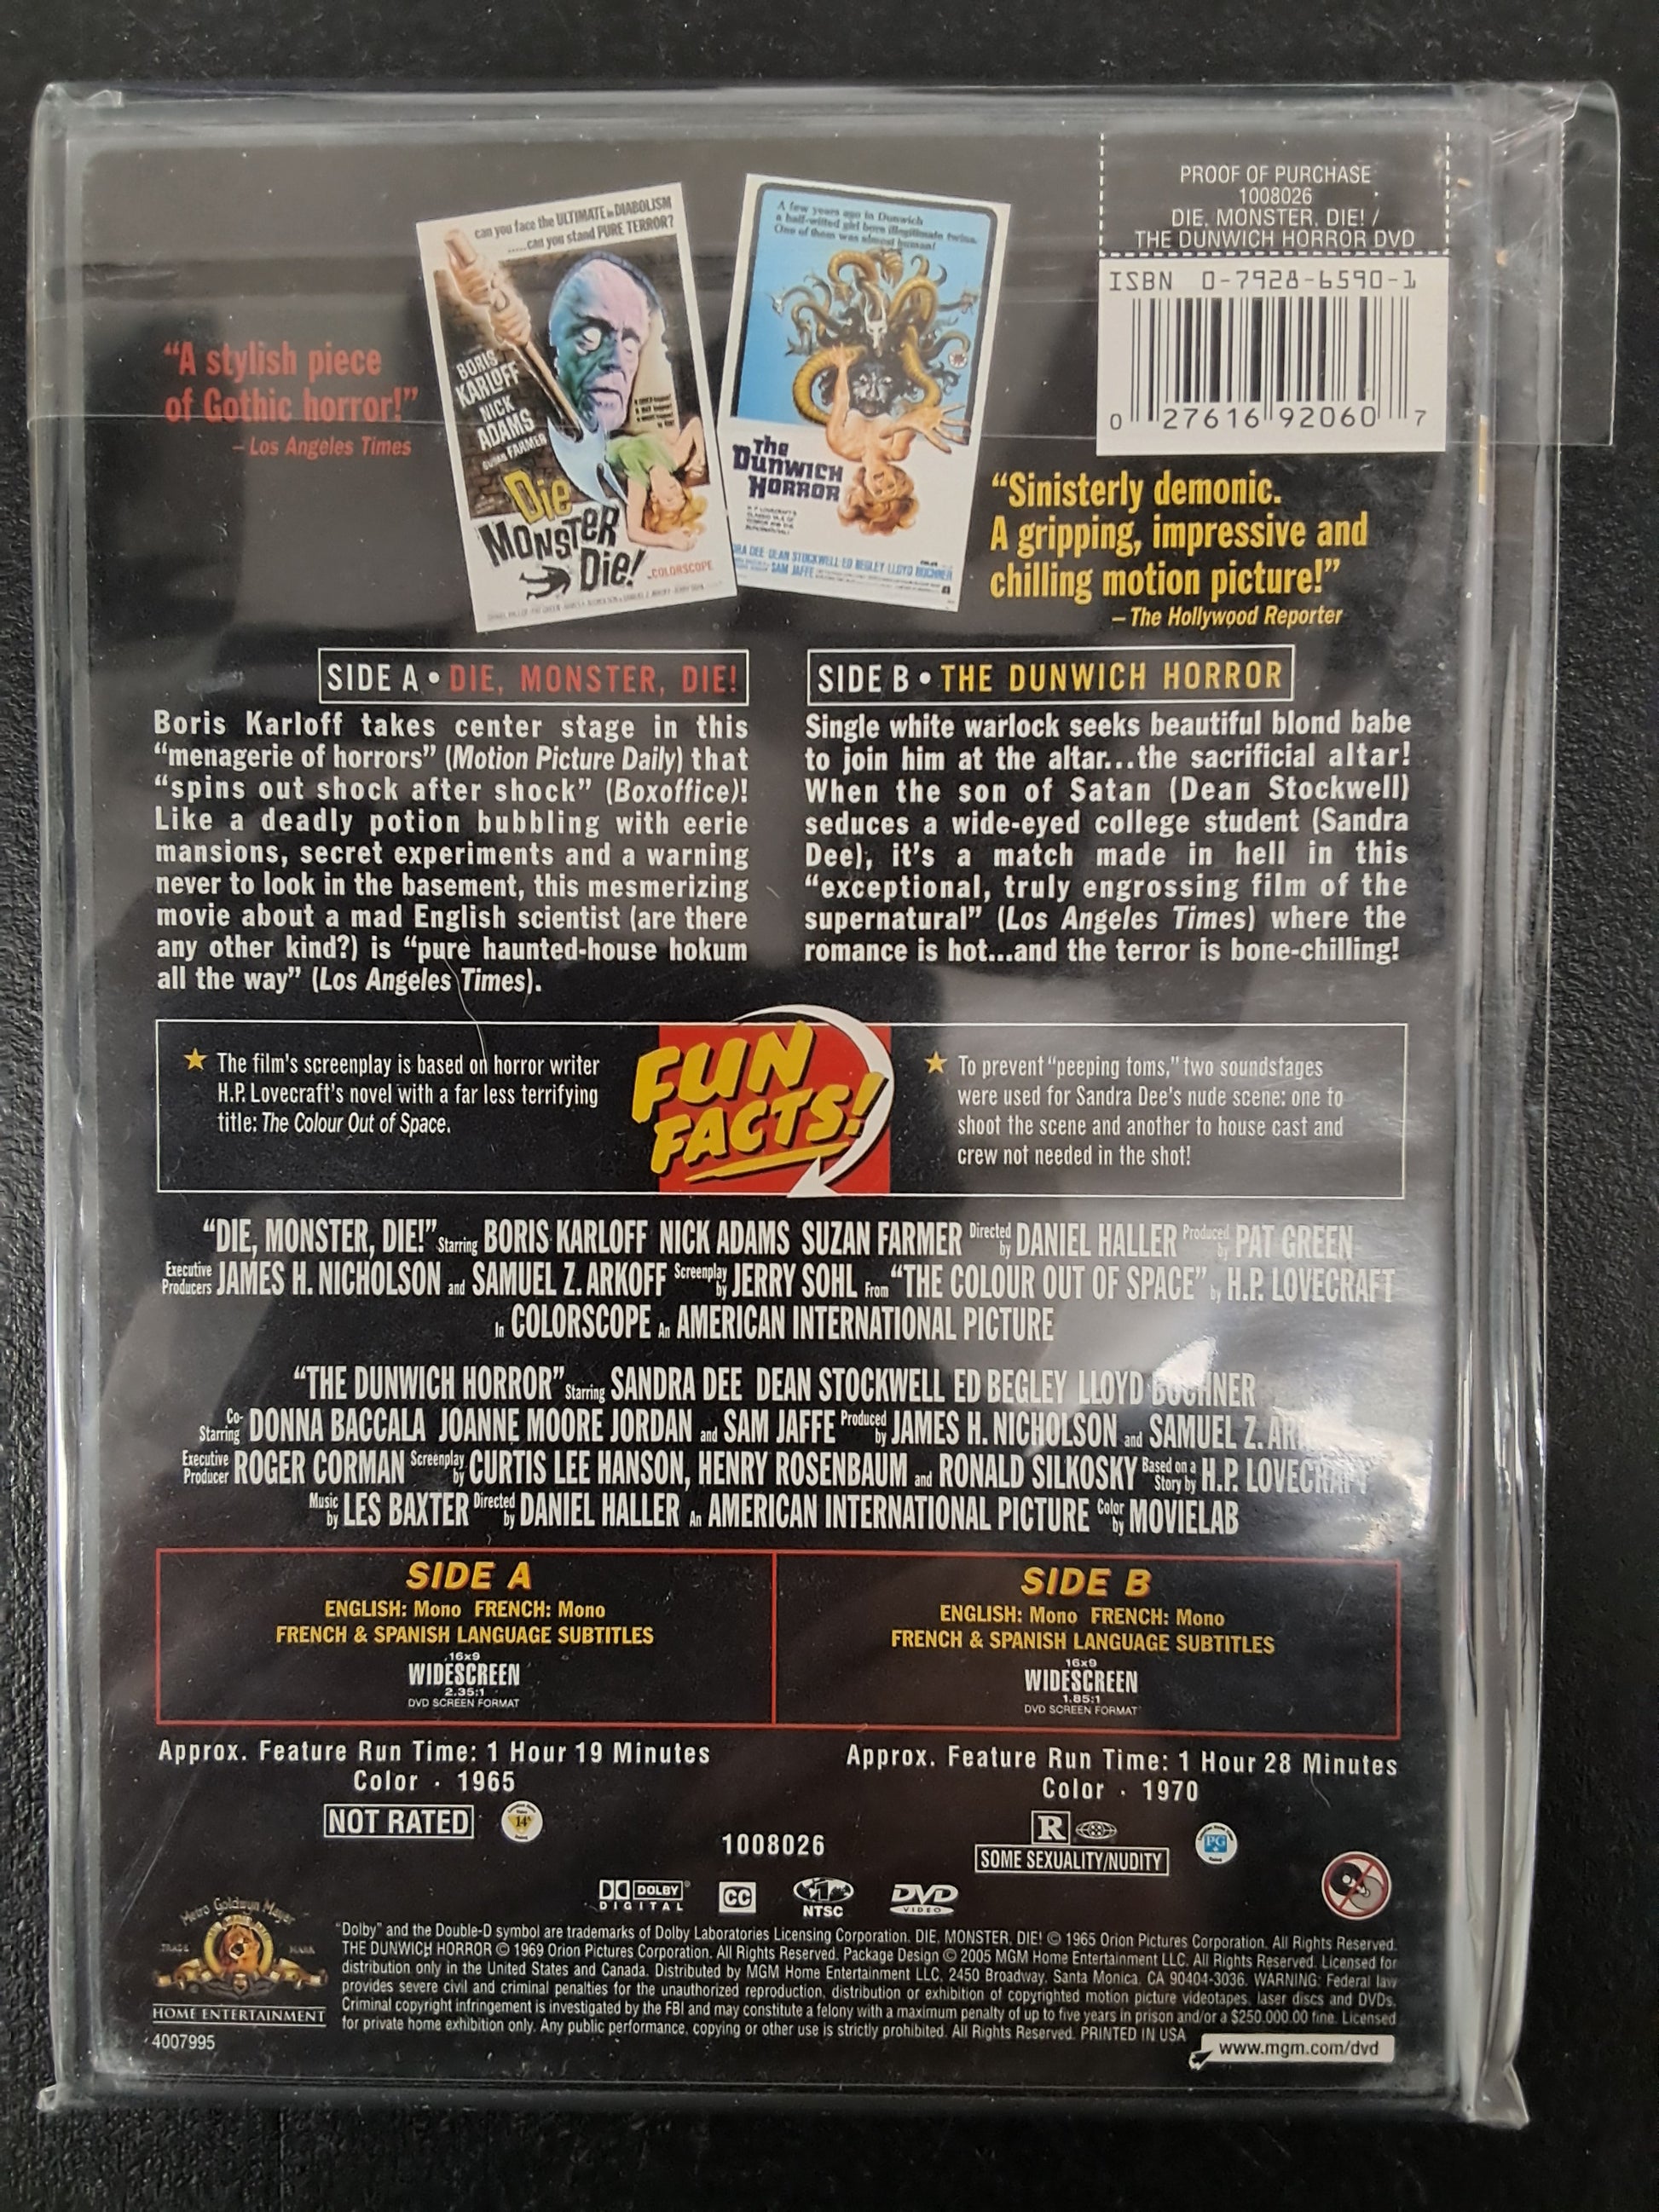 PROOF OF PURCHASE
1008026
DIE, MONSTER, DIE! /
THE DUNWICH HORROR DVD
ISBN 0-7928-6590-1
0 27616 92060 7
can you face the ULTIMATE in DIABOLISM
.....can you stand PURE TERROR?
BORIS
KARLOFF
NICK
ADAMS
SUZAN FARMER
Die
MONSTER
Die!
COLORSCOPE
A few years ago in Dunwich
a half-witted girl bore illegitimate twins.
One of them was almost human!
The
DUNWICH
HORROR
DEE · DEAN STOCKWELL · ED BEGLEY · LLOYD BOCHNER
SAM JAFFE
“A stylish piece
of Gothic horror!”
– Los Angeles Times
“Sinisterly demonic.
A gripping, impressive and
chilling motion picture!”
– The Hollywood Reporter
SIDE A • DIE, MONSTER, DIE!
Boris Karloff takes center stage in this
“menagerie of horrors” (Motion Picture Daily) that
“spins out shock after shock” (Boxoffice)!
Like a deadly potion bubbling with eerie
mansions, secret experiments and a warning
never to look in the basement, this mesmerizing
movie about a mad English scientist (are there
any other kind?) is “pure haunted-house hokum
all the way” (Los Angeles Times).
SIDE B • THE DUNWICH HORROR
Single white warlock seeks beautiful blond babe
to join him at the altar...the sacrificial altar!
When the son of Satan (Dean Stockwell)
seduces a wide-eyed college student (Sandra
Dee), it’s a match made in hell in this
“exceptional, truly engrossing film of the
supernatural” (Los Angeles Times) where the
romance is hot...and the terror is bone-chilling!
★ The film’s screenplay is based on horror writer
H.P. Lovecraft’s novel with a far less terrifying
title: The Colour Out of Space.
FUN
FACTS!
★ To prevent “peeping toms,” two soundstages
were used for Sandra Dee’s nude scene: one to
shoot the scene and another to house cast and
crew not needed in the shot!
“DIE, MONSTER, DIE!” Starring BORIS KARLOFF NICK ADAMS SUZAN FARMER Directed by DANIEL HALLER Produced by PAT GREEN
Executive Producers JAMES H. NICHOLSON and SAMUEL Z. ARKOFF Screenplay by JERRY SOHL From “THE COLOUR OUT OF SPACE” by H.P. LOVECRAFT
In COLORSCOPE An AMERICAN INTERNATIONAL PICTURE
“THE DUNWICH HORROR” Starring SANDRA DEE DEAN STOCKWELL ED BEGLEY LLOYD BOCHNER
Co-Starring DONNA BACCALA JOANNE MOORE JORDAN and SAM JAFFE Produced by JAMES H. NICHOLSON and SAMUEL Z.
Executive Producer ROGER CORMAN Screenplay by CURTIS LEE HANSON, HENRY ROSENBAUM and RONALD SILKOSKY Based on a Story by H.P. LOVECRAFT
Music by LES BAXTER Directed by DANIEL HALLER An AMERICAN INTERNATIONAL PICTURE Color by MOVIELAB
SIDE A
ENGLISH: Mono FRENCH: Mono
FRENCH & SPANISH LANGUAGE SUBTITLES
16x9
WIDESCREEN
2.35:1
DVD SCREEN FORMAT
SIDE B
ENGLISH: Mono FRENCH: Mono
FRENCH & SPANISH LANGUAGE SUBTITLES
16x9
WIDESCREEN
1.85:1
DVD SCREEN FORMAT
Approx. Feature Run Time: 1 Hour 19 Minutes
Color · 1965
NOT RATED
14A
Approx. Feature Run Time: 1 Hour 28 Minutes
Color · 1970
R
SOME SEXUALITY/NUDITY
PG
1008026
DOLBY
DIGITAL
CC
1
NTSC
DVD
VIDEO
Metro Goldwyn Mayer
TRADE MARK
HOME ENTERTAINMENT
4007995
“Dolby” and the Double-D symbol are trademarks of Dolby Laboratories Licensing Corporation. DIE, MONSTER, DIE! © 1965 Orion Pictures Corporation. All Rights Reserved.
THE DUNWICH HORROR © 1969 Orion Pictures Corporation. All Rights Reserved. Package Design © 2005 MGM Home Entertainment LLC. All Rights Reserved. Licensed for
distribution only in the United States and Canada. Distributed by MGM Home Entertainment LLC, 2450 Broadway, Santa Monica, CA 90404-3036. WARNING: Federal law
provides severe civil and criminal penalties for the unauthorized reproduction, distribution or exhibition of copyrighted motion picture videotapes, laser discs and DVDs.
Criminal copyright infringement is investigated by the FBI and may constitute a felony with a maximum penalty of up to five years in prison and/or a $250,000.00 fine. Licensed
for private home exhibition only. Any public performance, copying or other use is strictly prohibited. All Rights Reserved. PRINTED IN USA
www.mgm.com/dvd